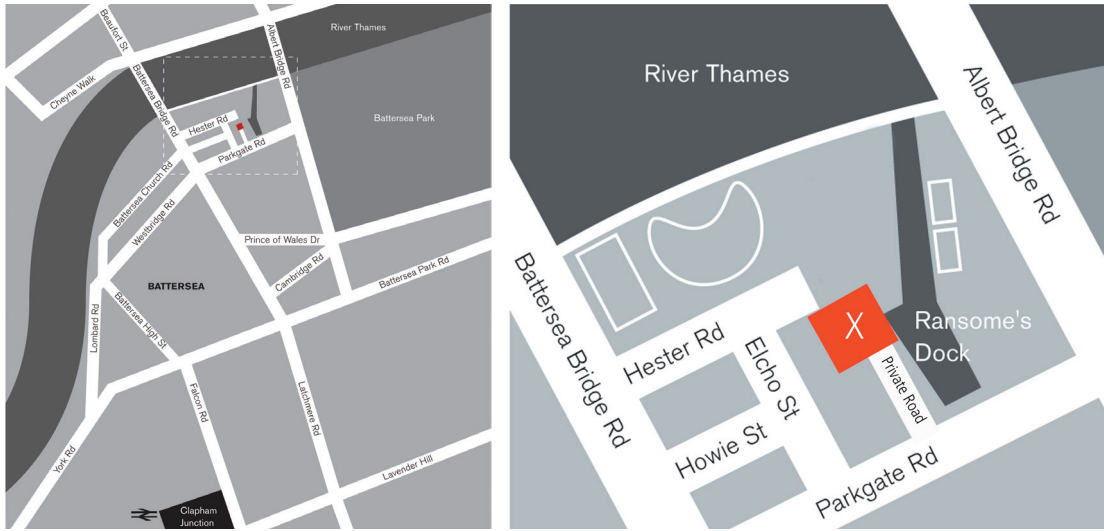 Beaufort St
Cheyne Walk
Battersea Bridge Rd
Albert Bridge Rd
River Thames
Battersea Park
Hester Rd
Parkgate Rd
Battersea Church Rd
Westbridge Rd
Prince of Wales Dr
Cambridge Rd
Battersea Park Rd
BATTERSEA
Lombard Rd
Battersea High St
Falcon Rd
Latchmere Rd
York Rd
Lavender Hill
Clapham
Junction
River Thames
Albert Bridge Rd
Battersea Bridge Rd
Hester Rd
Elcho St
X
Ransome's
Dock
Private Road
Howie St
Parkgate Rd